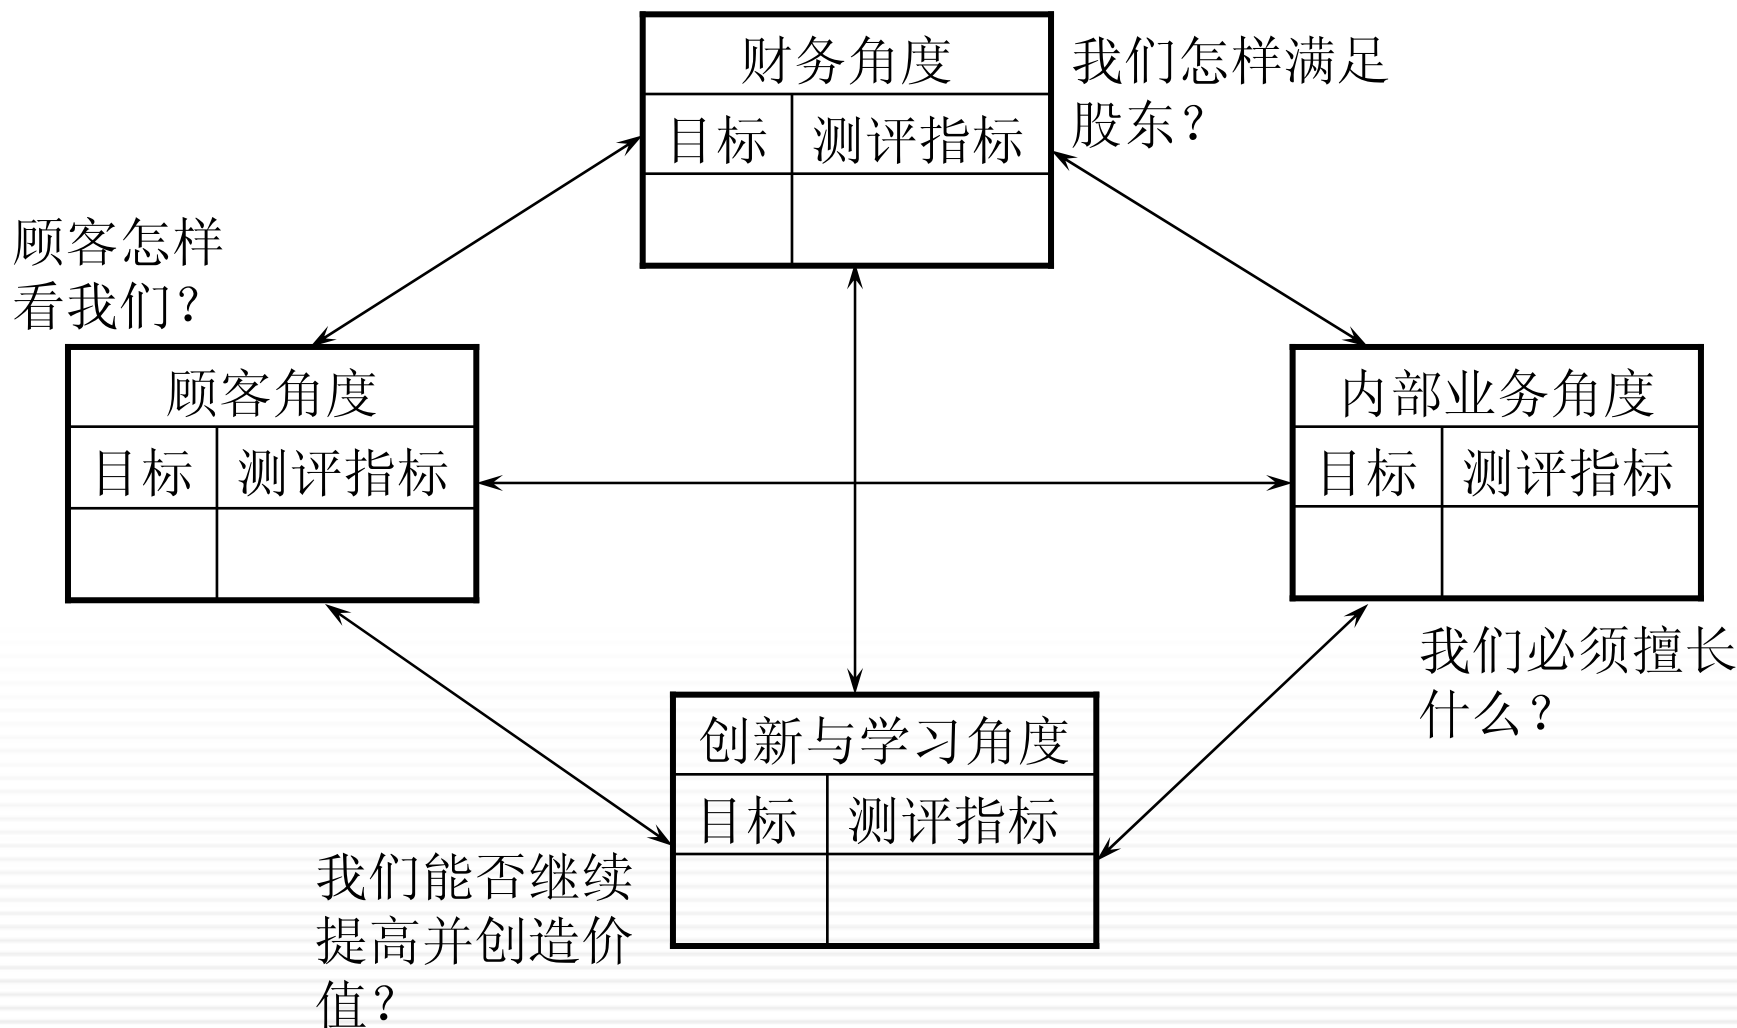 财务角度
目标 测评指标
我们怎样满足
股东？
顾客怎样
看我们？
顾客角度
目标 测评指标
内部业务角度
目标 测评指标
我们必须擅长
什么？
创新与学习角度
目标 测评指标
我们能否继续
提高并创造价
值？